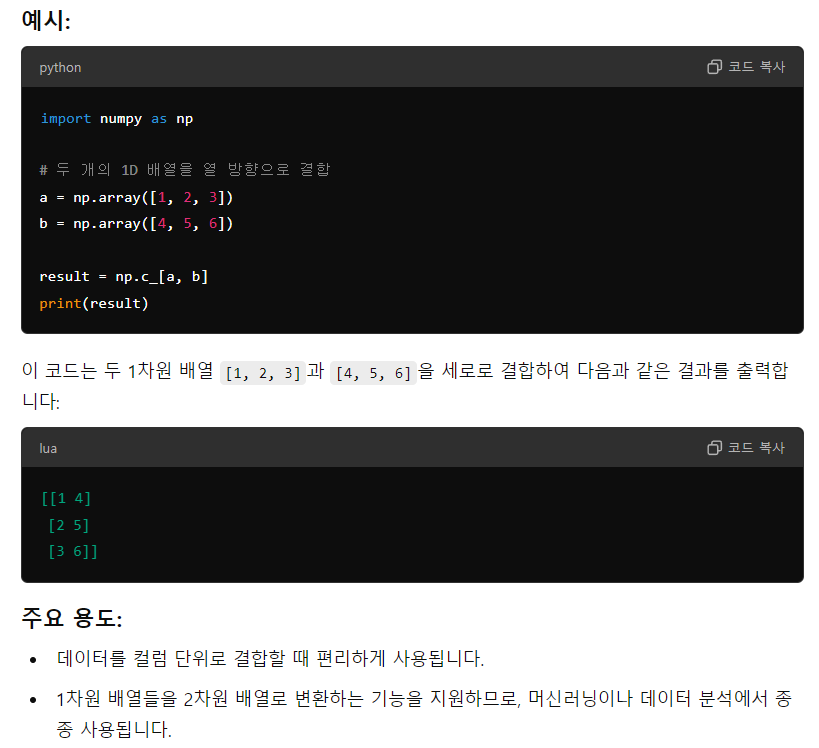 예시:
python
코드 복사
import numpy as np
# 두 개의 1D 배열을 열 방향으로 결합
a = np.array([1, 2, 3])
b = np.array([4, 5, 6])
result = np.c_[a, b]
print(result)
이 코드는 두 1차원 배열 [1, 2, 3]과 [4, 5, 6]을 세로로 결합하여 다음과 같은 결과를 출력합
니다:
lua
코드 복사
[[1 4]
 [2 5]
 [3 6]]
주요 용도:
• 데이터를 컬럼 단위로 결합할 때 편리하게 사용됩니다.
• 1차원 배열들을 2차원 배열로 변환하는 기능을 지원하므로, 머신러닝이나 데이터 분석에서 종
종 사용됩니다.